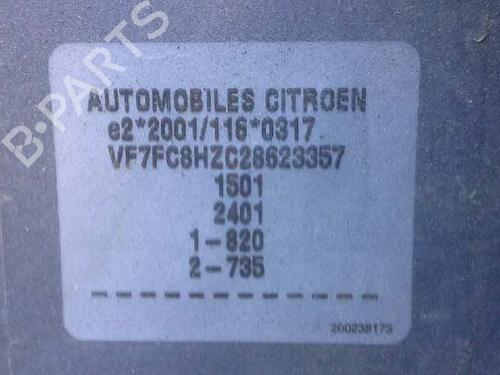 B-PARTS
AUTOMOBILES CITROEN
e2*2001/116*0317
VF7FC8HZC28623357
1501
2401
1-820
2-735
200238173